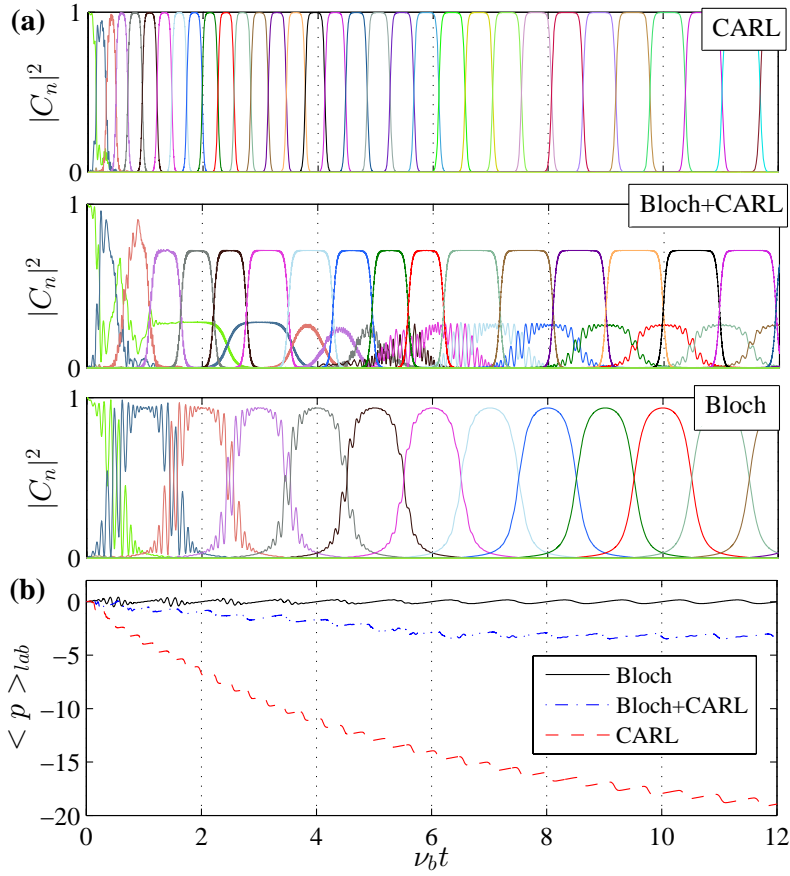 (a)
1
CARL
|C_n|^2
0
1
Bloch+CARL
|C_n|^2
0
1
Bloch
|C_n|^2
0
(b)
0
−5
−10
−15
−20
< p >_{lab}
Bloch
Bloch+CARL
CARL
0 2 4 6 8 10 12
ν_b t